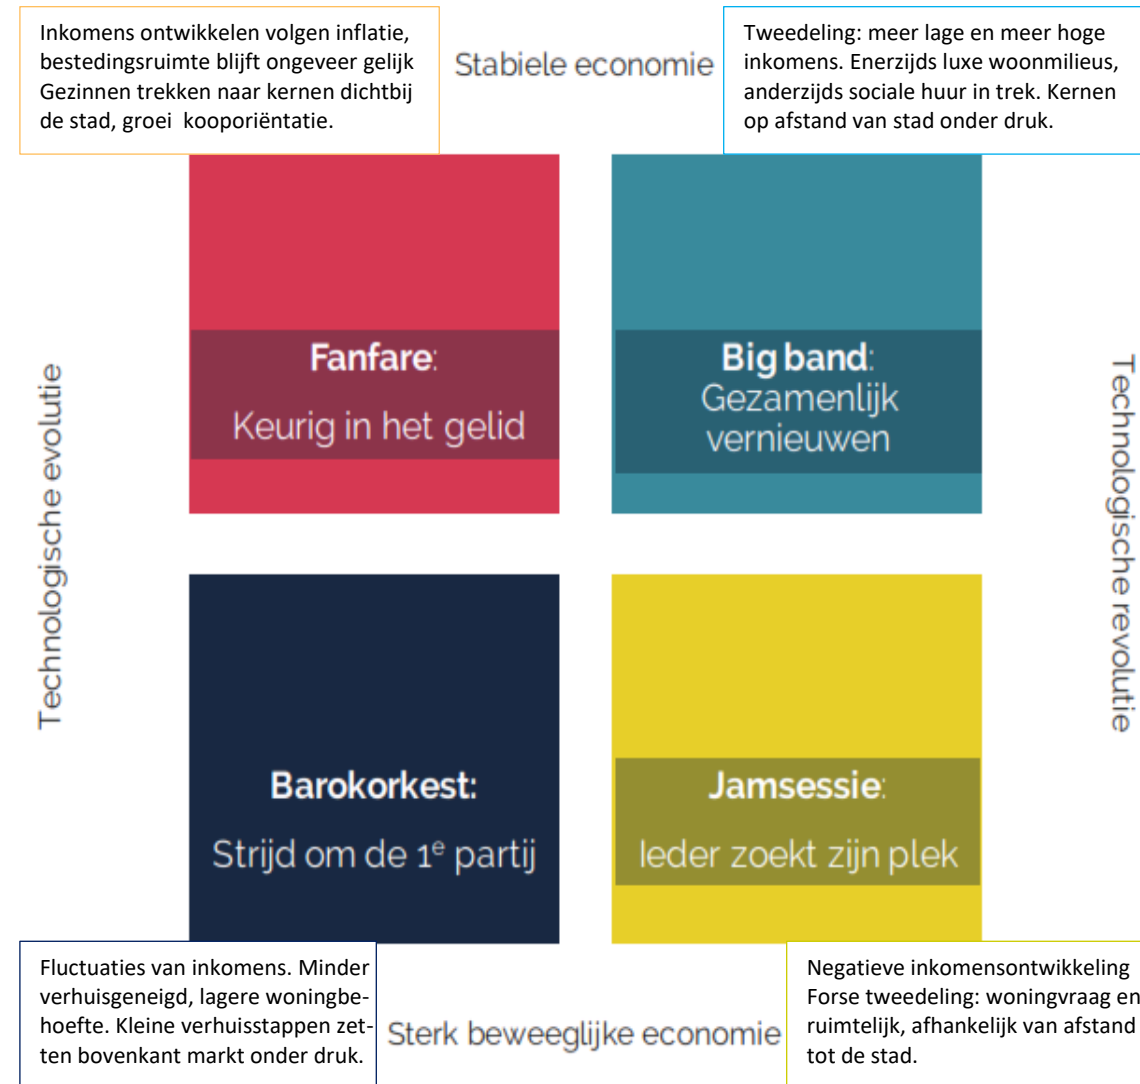 Inkomens ontwikkelen volgen inflatie,
bestedingsruimte blijft ongeveer gelijk
Gezinnen trekken naar kernen dichtbij
de stad, groei  kooporiëntatie.
Stabiele economie
Tweedeling: meer lage en meer hoge
inkomens. Enerzijds luxe woonmilieus,
anderzijds sociale huur in trek. Kernen
op afstand van stad onder druk.
Technologische evolutie
Fanfare:
Keurig in het gelid
Big band:
Gezamenlijk
vernieuwen
Technologische revolutie
Barokorkest:
Strijd om de 1e partij
Jamsessie:
Ieder zoekt zijn plek
Fluctuaties van inkomens. Minder
verhuisgeneigd, lagere woningbe-
hoefte. Kleine verhuisstappen zet-
ten bovenkant markt onder druk.
Sterk beweeglijke economie
Negatieve inkomensontwikkeling
Forse tweedeling: woningvraag en
ruimtelijk, afhankelijk van afstand
tot de stad.